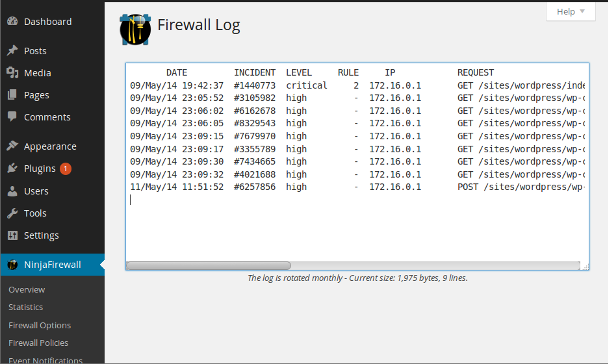 Dashboard
Posts
Media
Pages
Comments
Appearance
Plugins 1
Users
Tools
Settings
NinjaFirewall
Overview
Statistics
Firewall Options
Firewall Policies
Event Notifications
Help
Firewall Log
DATE INCIDENT LEVEL RULE IP REQUEST
09/May/14 19:42:37 #1440773 critical 2 172.16.0.1 GET /sites/wordpress/inde
09/May/14 23:05:52 #3105982 high - 172.16.0.1 GET /sites/wordpress/wp-c
09/May/14 23:06:02 #6162678 high - 172.16.0.1 GET /sites/wordpress/wp-c
09/May/14 23:06:05 #8329543 high - 172.16.0.1 GET /sites/wordpress/wp-c
09/May/14 23:09:15 #7679970 high - 172.16.0.1 GET /sites/wordpress/wp-c
09/May/14 23:09:17 #3355789 high - 172.16.0.1 GET /sites/wordpress/wp-c
09/May/14 23:09:30 #7434665 high - 172.16.0.1 GET /sites/wordpress/wp-c
09/May/14 23:09:32 #4021688 high - 172.16.0.1 GET /sites/wordpress/wp-c
11/May/14 11:51:52 #6257856 high - 172.16.0.1 POST /sites/wordpress/wp-
The log is rotated monthly - Current size: 1,975 bytes, 9 lines.